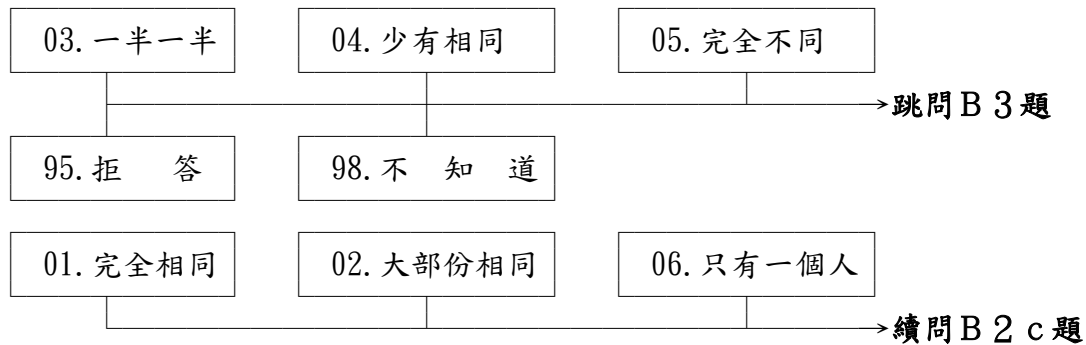 03.一半一半 04.少有相同 05.完全不同
跳問B3題
95.拒 答 98.不 知 道
01.完全相同 02.大部份相同 06.只有一個人
續問B2c題